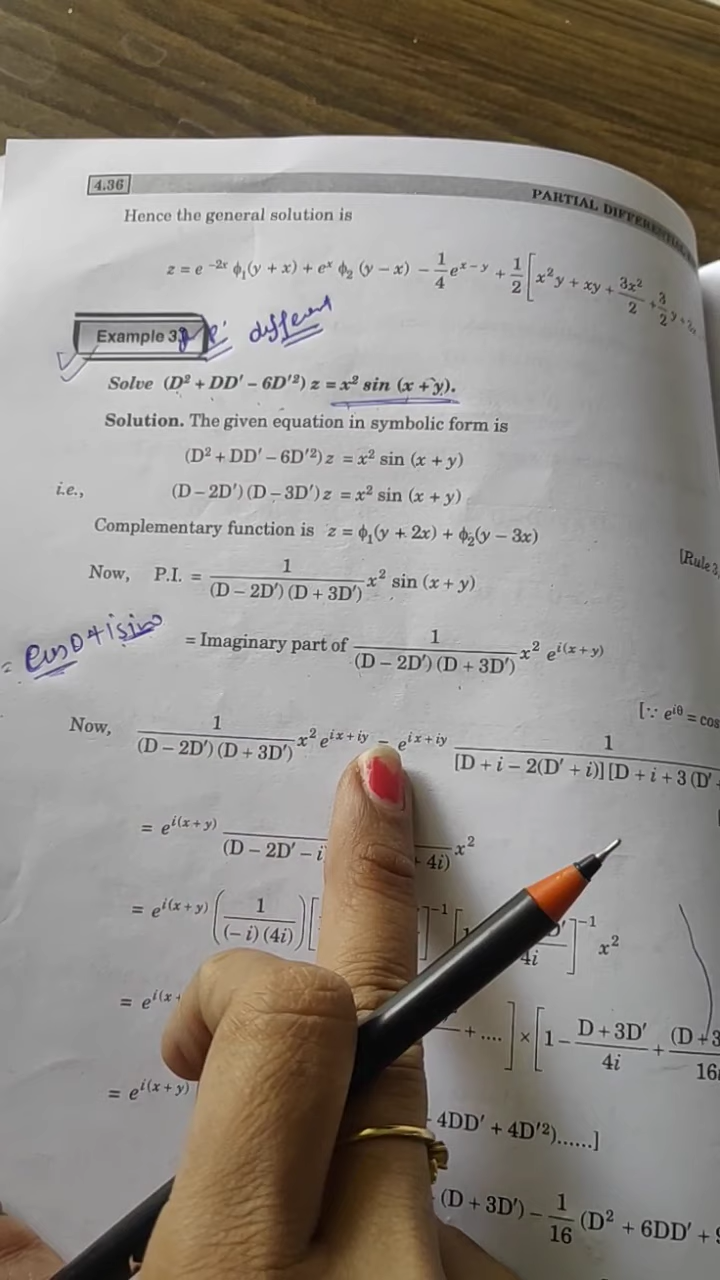 4.36
PARTIAL
Hence the general solution is
z = e⁻²ˣ ϕ₁(y + x) + eˣ ϕ₂ (y − x) − 1/4 eˣ⁻ʸ + 1/2 [x²y + xy + 3x²/2 + 3/2 y +
Example 3
different
Solve (D² + DD′ − 6D′²) z = x² sin (x + y).
Solution. The given equation in symbolic form is
(D² + DD′ − 6D′²) z = x² sin (x + y)
i.e., (D − 2D′) (D − 3D′) z = x² sin (x + y)
Complementary function is z = ϕ₁(y + 2x) + ϕ₂(y − 3x)
[Rule
Now, P.I. = 1/((D − 2D′) (D + 3D′)) x² sin (x + y)
= cosθ + i sinθ
= Imaginary part of 1/((D − 2D′) (D + 3D′)) x² e^{i(x + y)}
[∵ e^{iθ} = cos
Now, 1/((D − 2D′) (D + 3D′)) x² e^{ix + iy} = e^{ix + iy} 1/([D + i − 2(D′ + i)] [D + i + 3 (D′ +
= e^{i(x + y)} (D − 2D′ − i 4i) x²
= e^{i(x + y)} (1/((−i) (4i))) [ ]⁻¹ [ 4i ]⁻¹ x²
= e^{i(x + ....] × [1 − (D + 3D′)/4i + (D + 3 16
= e^{i(x + y)} 4DD′ + 4D′²)......]
(D + 3D′) − 1/16 (D² + 6DD′ +